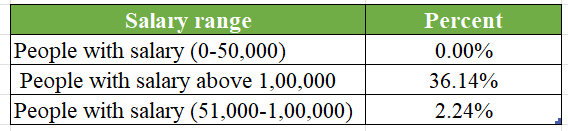 Salary range Percent
People with salary (0-50,000) 0.00%
People with salary above 1,00,000 36.14%
People with salary (51,000-1,00,000) 2.24%